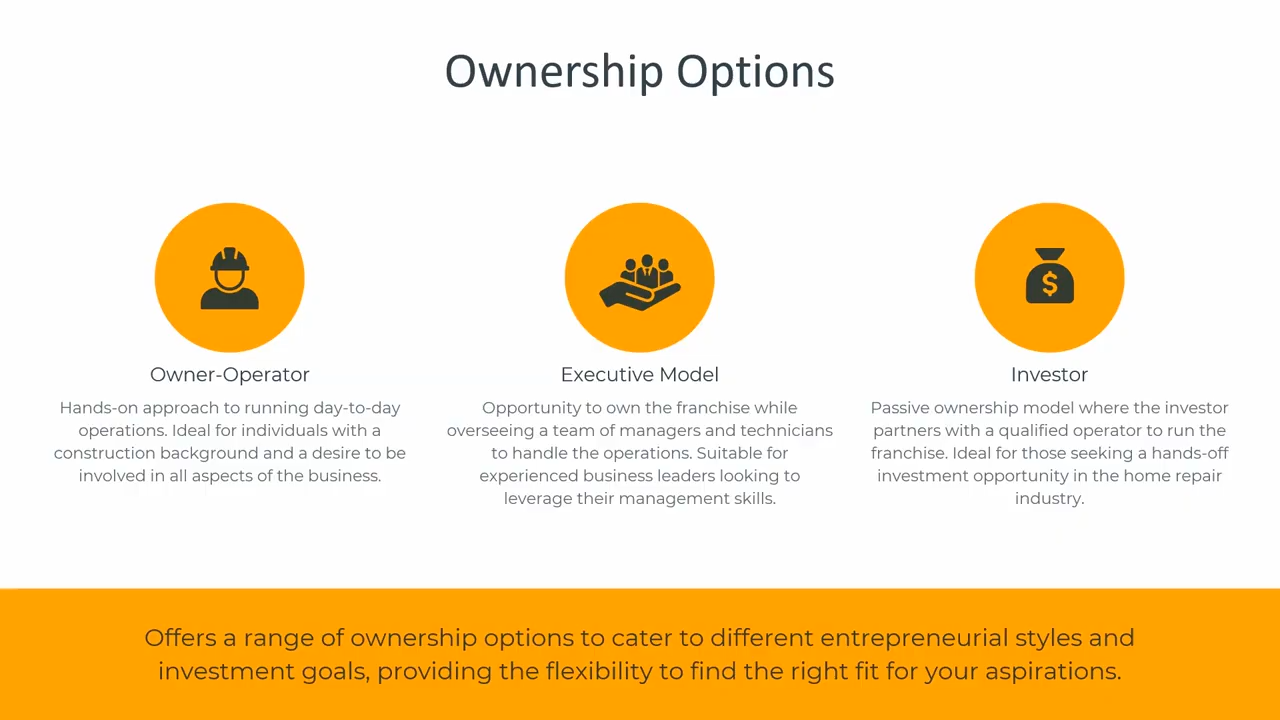 Ownership Options
Owner-Operator
Hands-on approach to running day-to-day
operations. Ideal for individuals with a
construction background and a desire to be
involved in all aspects of the business.
Executive Model
Opportunity to own the franchise while
overseeing a team of managers and technicians
to handle the operations. Suitable for
experienced business leaders looking to
leverage their management skills.
Investor
Passive ownership model where the investor
partners with a qualified operator to run the
franchise. Ideal for those seeking a hands-off
investment opportunity in the home repair
industry.
$
Offers a range of ownership options to cater to different entrepreneurial styles and
investment goals, providing the flexibility to find the right fit for your aspirations.